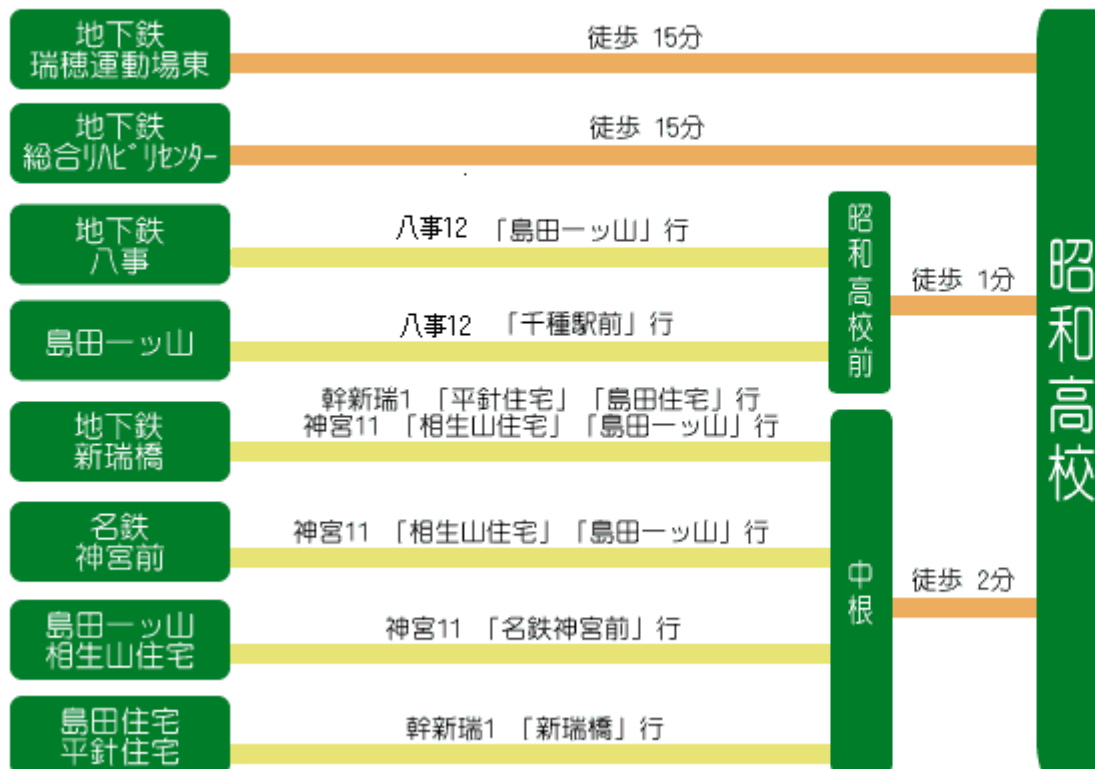 地下鉄
瑞穂運動場東
徒歩 15分
地下鉄
総合ﾘﾊﾋﾞﾘｾﾝﾀｰ
徒歩 15分
地下鉄
八事
八事12 「島田一ッ山」行
島田一ッ山
八事12 「千種駅前」行
昭和高校前
徒歩 1分
地下鉄
新瑞橋
幹新瑞1 「平針住宅」「島田住宅」行
神宮11 「相生山住宅」「島田一ッ山」行
名鉄
神宮前
神宮11 「相生山住宅」「島田一ッ山」行
島田一ッ山
相生山住宅
神宮11 「名鉄神宮前」行
島田住宅
平針住宅
幹新瑞1 「新瑞橋」行
中根
徒歩 2分
昭和高校